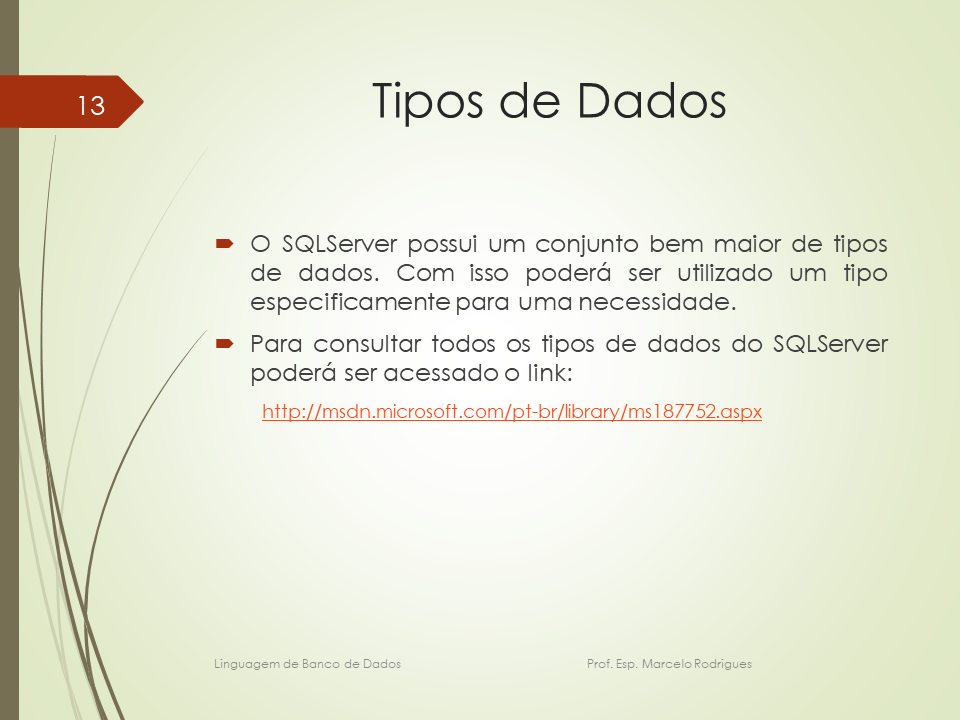 13
Tipos de Dados
O SQLServer possui um conjunto bem maior de tipos
de dados. Com isso poderá ser utilizado um tipo
especificamente para uma necessidade.
Para consultar todos os tipos de dados do SQLServer
poderá ser acessado o link:
http://msdn.microsoft.com/pt-br/library/ms187752.aspx
Linguagem de Banco de Dados Prof. Esp. Marcelo Rodrigues